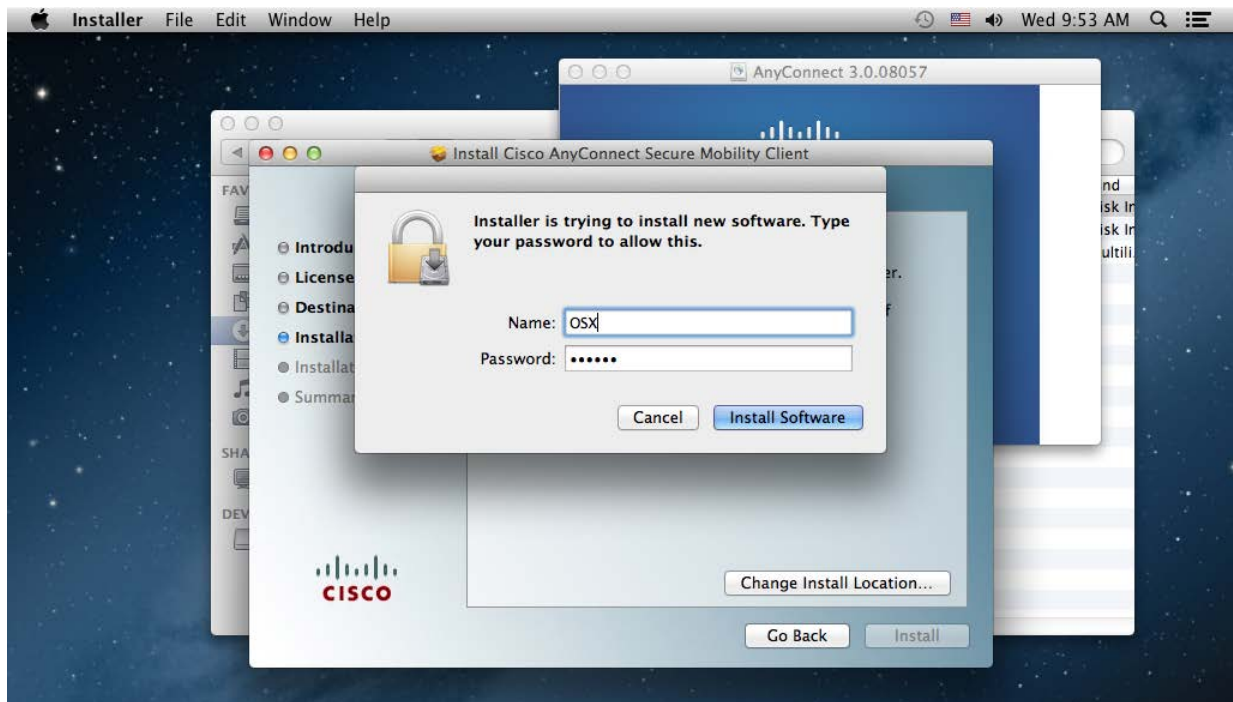 Installer File Edit Window Help
Wed 9:53 AM
AnyConnect 3.0.08057
Install Cisco AnyConnect Secure Mobility Client
FAV
nd
isk In
isk In
ultili
Installer is trying to install new software. Type
your password to allow this.
Introdu
License
er.
Destina
f
Name: OSX
Installa
Password: ••••••
Installat
Summar
Cancel Install Software
SHA
DEV
Change Install Location...
CISCO
Go Back Install